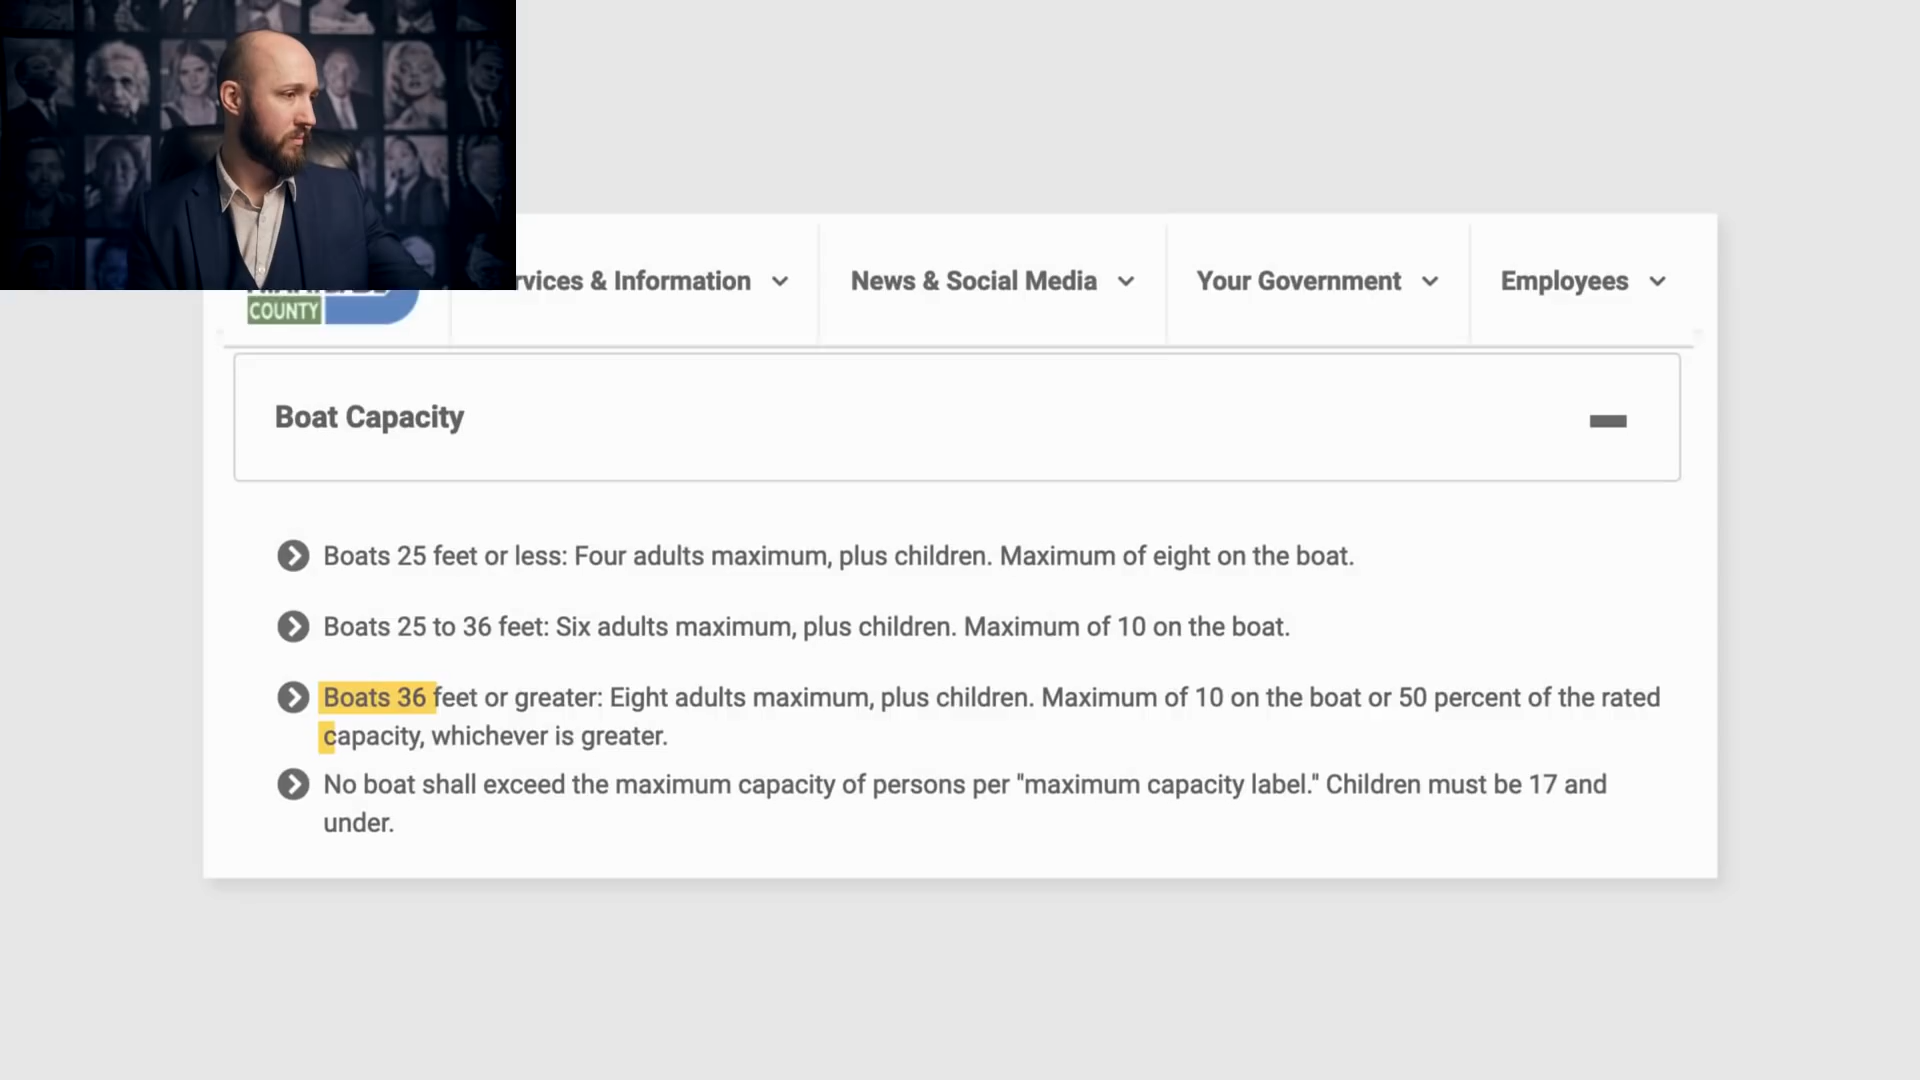 rvices & Information
News & Social Media
Your Government
Employees
COUNTY
Boat Capacity
Boats 25 feet or less: Four adults maximum, plus children. Maximum of eight on the boat.
Boats 25 to 36 feet: Six adults maximum, plus children. Maximum of 10 on the boat.
Boats 36 feet or greater: Eight adults maximum, plus children. Maximum of 10 on the boat or 50 percent of the rated
capacity, whichever is greater.
No boat shall exceed the maximum capacity of persons per "maximum capacity label." Children must be 17 and
under.